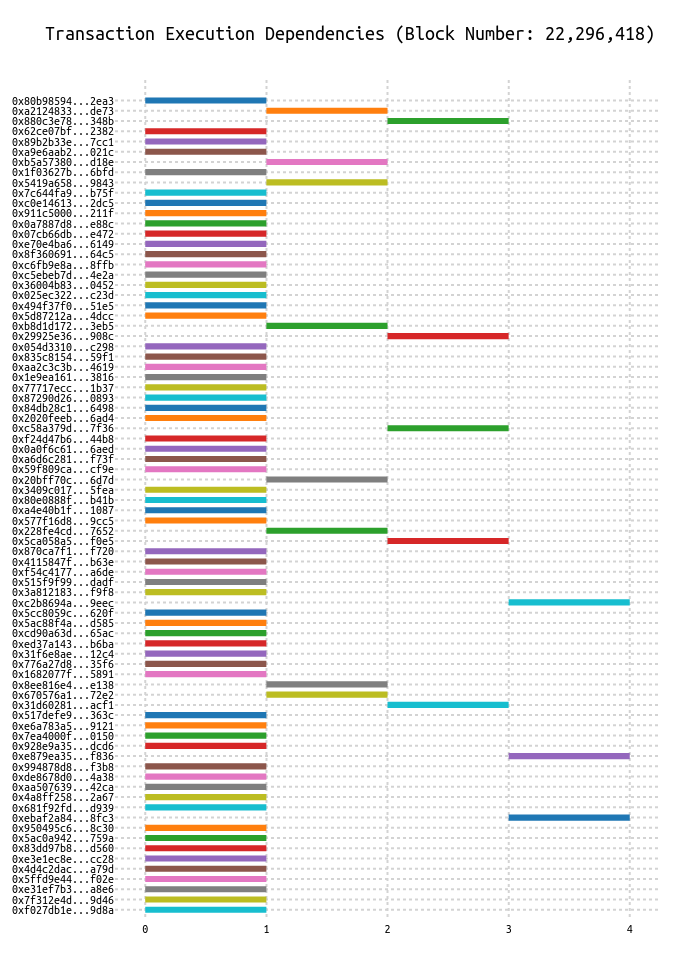 Transaction Execution Dependencies (Block Number: 22,296,418)
0x80b98594...2ea3
0xa2124833...de73
0x880c3e78...348b
0x62ce07bf...2382
0x89b2b33e...7cc1
0xa9e6aab2...021c
0xb5a57380...d18e
0x1f03627b...6bfd
0x5419a658...9843
0x7c644fa9...b75f
0xc0e14613...2dc5
0x911c5000...211f
0x0a7887d8...e88c
0x07cb66db...e472
0xe70e4ba6...6149
0x8f360691...64c5
0xc6fb9e8a...8ffb
0xc5ebeb7d...4e2a
0x36004b83...0452
0x025ec322...c23d
0x494f37f0...51e5
0x5d87212a...4dcc
0xb8d1d172...3eb5
0x29925e36...908c
0x054d3310...c298
0x835c8154...59f1
0xaa2c3c3b...4619
0x1e9ea161...3816
0x77717ecc...1b37
0x87290d26...0893
0x84db28c1...6498
0x2020feeb...6ad4
0xc58a379d...7f36
0xf24d47b6...44b8
0x0a0f6c61...6aed
0xa6d6c281...f73f
0x59f809ca...cf9e
0x20bff70c...6d7d
0x3409c017...5fea
0x80e0888f...b41b
0xa4e40b1f...1087
0x577f16d8...9cc5
0x228fe4cd...7652
0x5ca058a5...f0e5
0x870ca7f1...f720
0x4115847f...b63e
0xf54c4177...a6de
0x515f9f99...dadf
0x3a812183...f9f8
0xc2b8694a...9eec
0x5cc8059c...620f
0x5ac88f4a...d585
0xcd90a63d...65ac
0xed37a143...b6ba
0x31f6e8ae...12c4
0x776a27d8...35f6
0x1682077f...5891
0x8ee816e4...e138
0x670576a1...72e2
0x31d60281...acf1
0x517defe9...363c
0xe6a783a5...9121
0x7ea4000f...0150
0x928e9a35...dcd6
0xe879ea35...f836
0x994878d8...f3b8
0xde8678d0...4a38
0xaa507639...42ca
0x4a8ff258...2a67
0x681f92fd...d939
0xebaf2a84...8fc3
0x950495c6...8c30
0x5ac0a942...759a
0x83dd97b8...d560
0xe3e1ec8e...cc28
0x4d4c2dac...a79d
0x5ffd9e44...f02e
0xe31ef7b3...a8e6
0x7f312e4d...9d46
0xf027db1e...9d8a
0 1 2 3 4